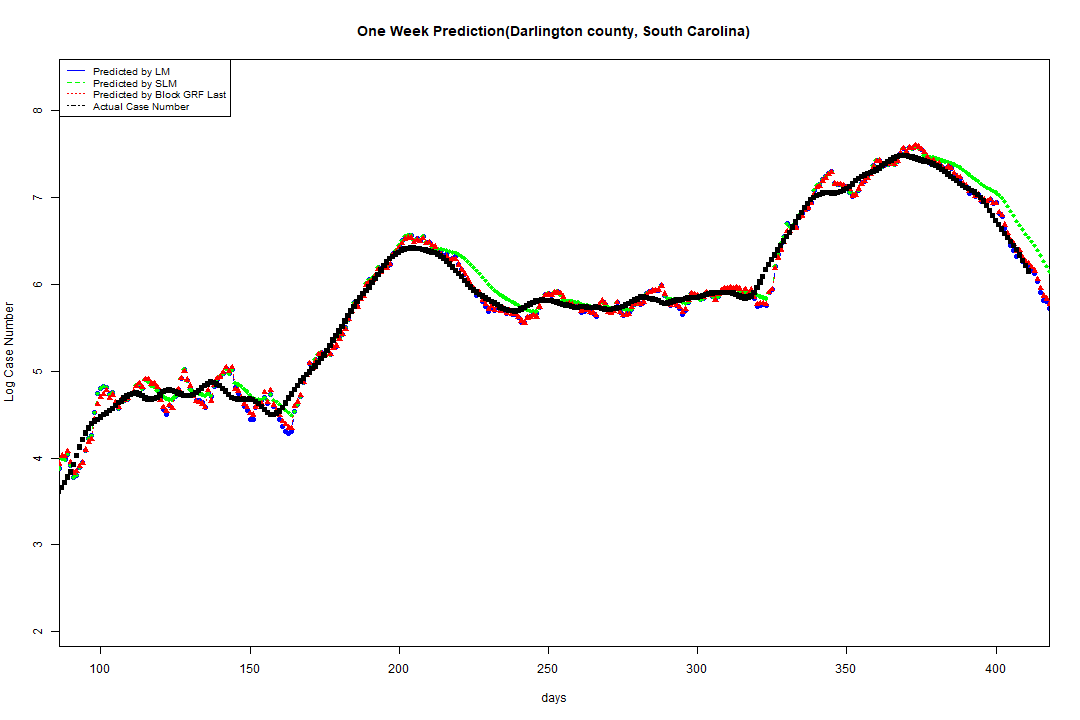 One Week Prediction(Darlington county, South Carolina)
Predicted by LM
Predicted by SLM
Predicted by Block GRF Last
Actual Case Number
8
7
6
5
4
3
2
Log Case Number
100 150 200 250 300 350 400
days